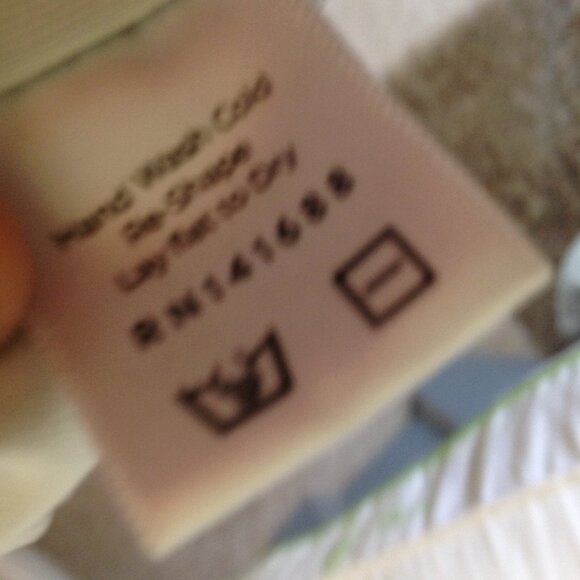 Hand Wash Cold
Re-Shape
Lay flat to Dry
RN141688